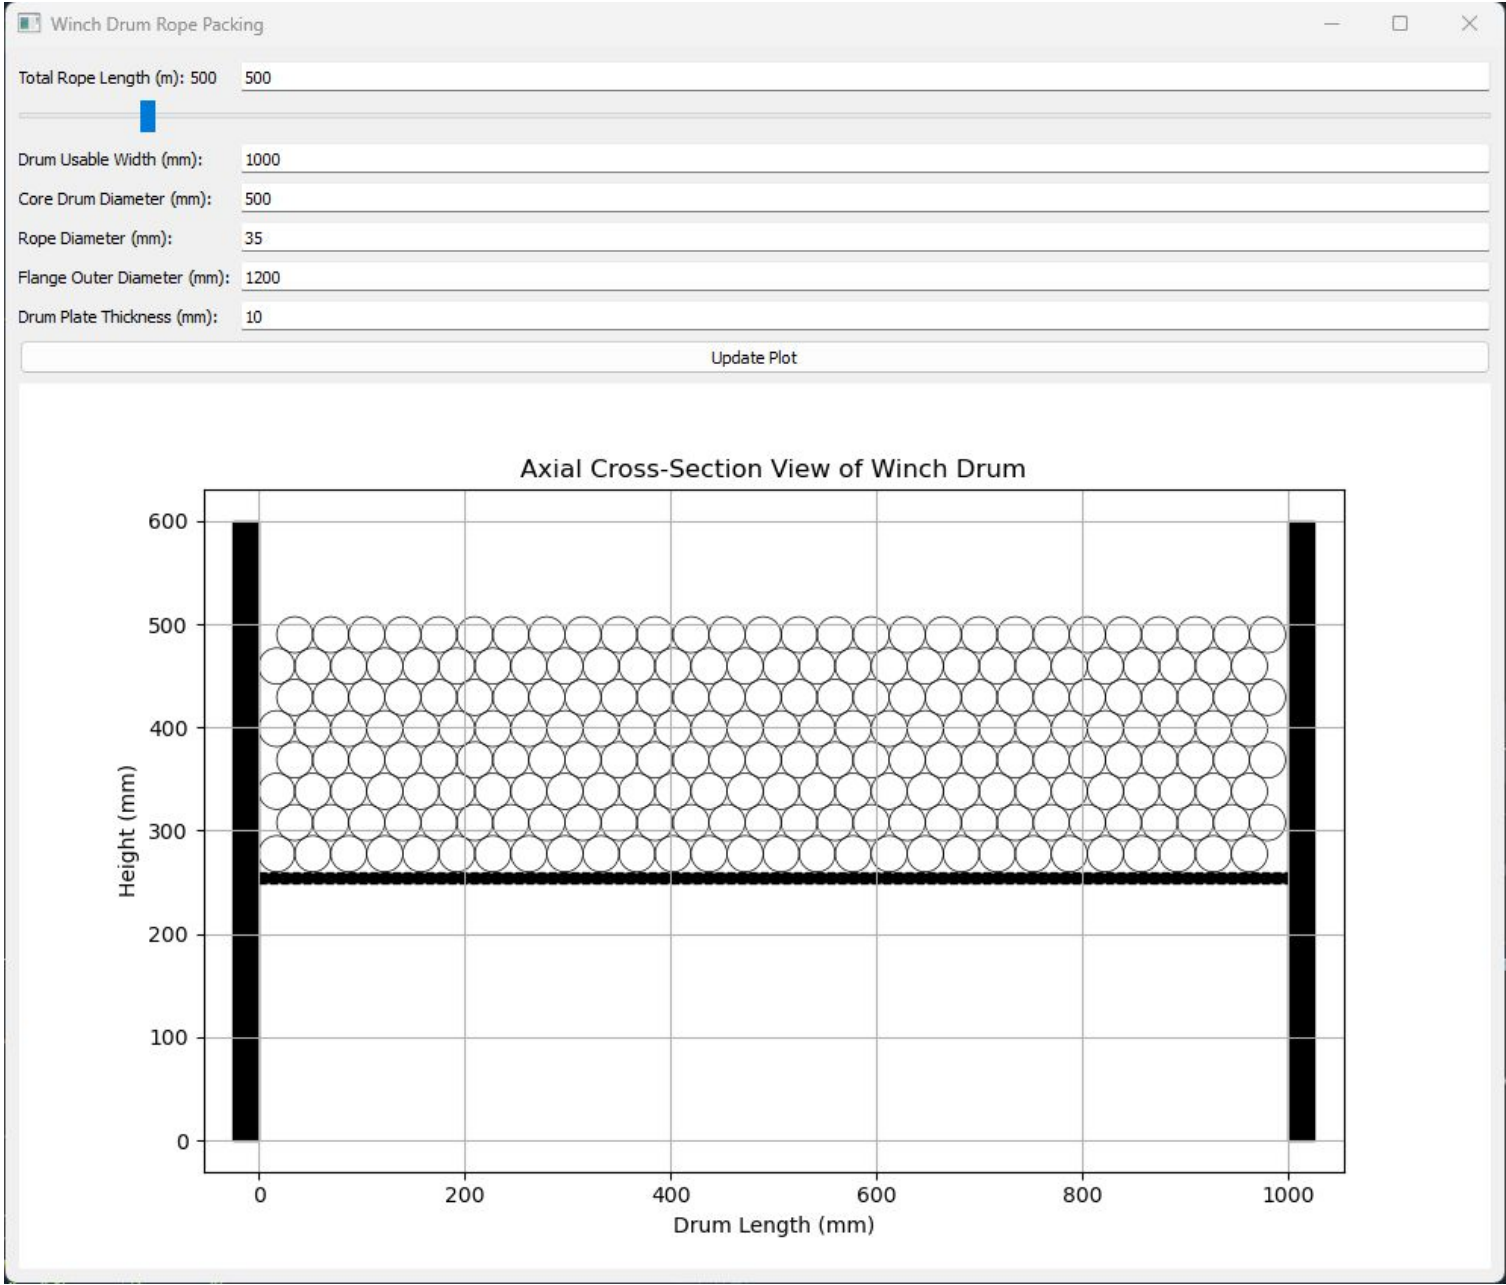 Winch Drum Rope Packing
Total Rope Length (m): 500 500
Drum Usable Width (mm): 1000
Core Drum Diameter (mm): 500
Rope Diameter (mm): 35
Flange Outer Diameter (mm): 1200
Drum Plate Thickness (mm): 10
Update Plot
Axial Cross-Section View of Winch Drum
600
500
400
300
200
100
0
Height (mm)
0 200 400 600 800 1000
Drum Length (mm)